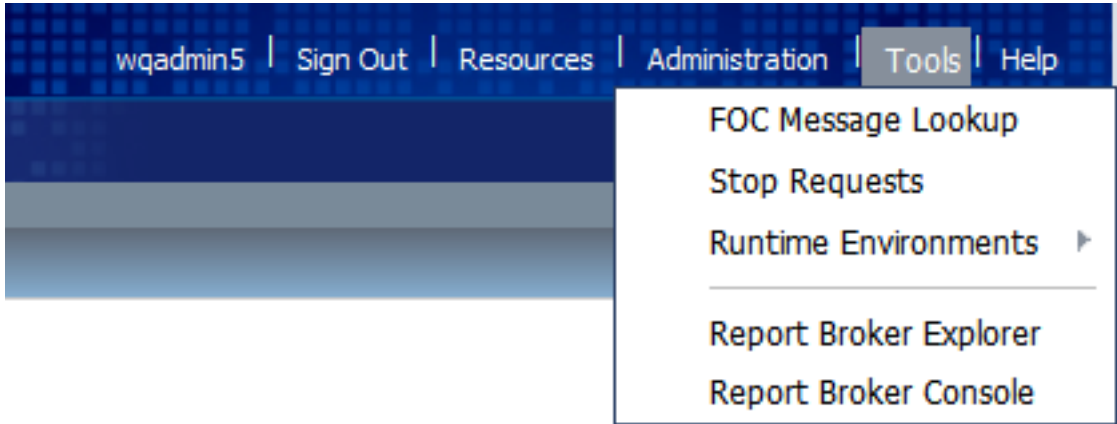 wqadmin5 | Sign Out | Resources | Administration | Tools | Help
FOC Message Lookup
Stop Requests
Runtime Environments
Report Broker Explorer
Report Broker Console